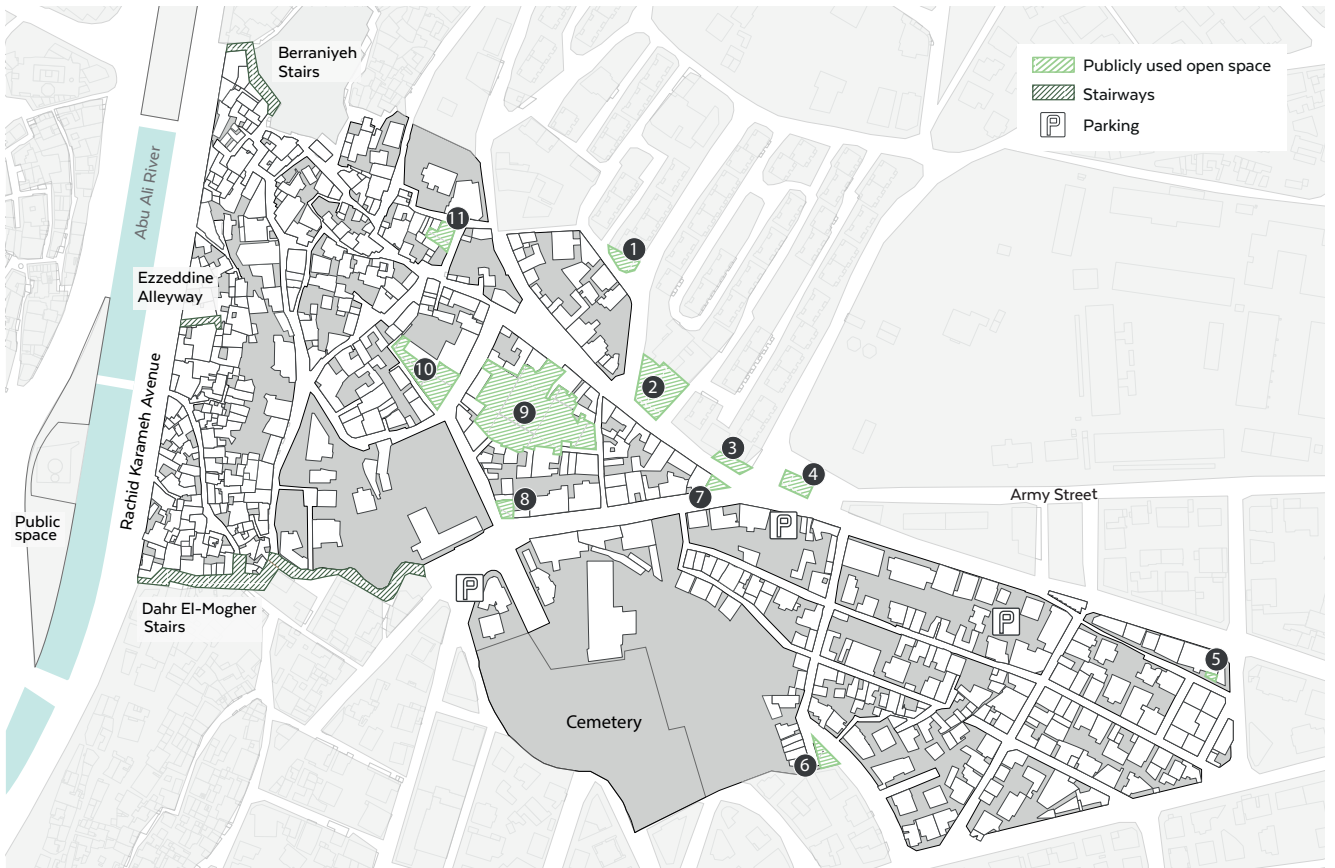 Berraniyeh
Stairs
Publicly used open space
Stairways
P Parking
Abu Ali River
11
1
Ezzeddine
Alleyway
10
2
9
Rachid Karameh Avenue
3
4
7
8
Army Street
Public
space
P
P
Dahr El-Mogher
Stairs
P
5
Cemetery
6